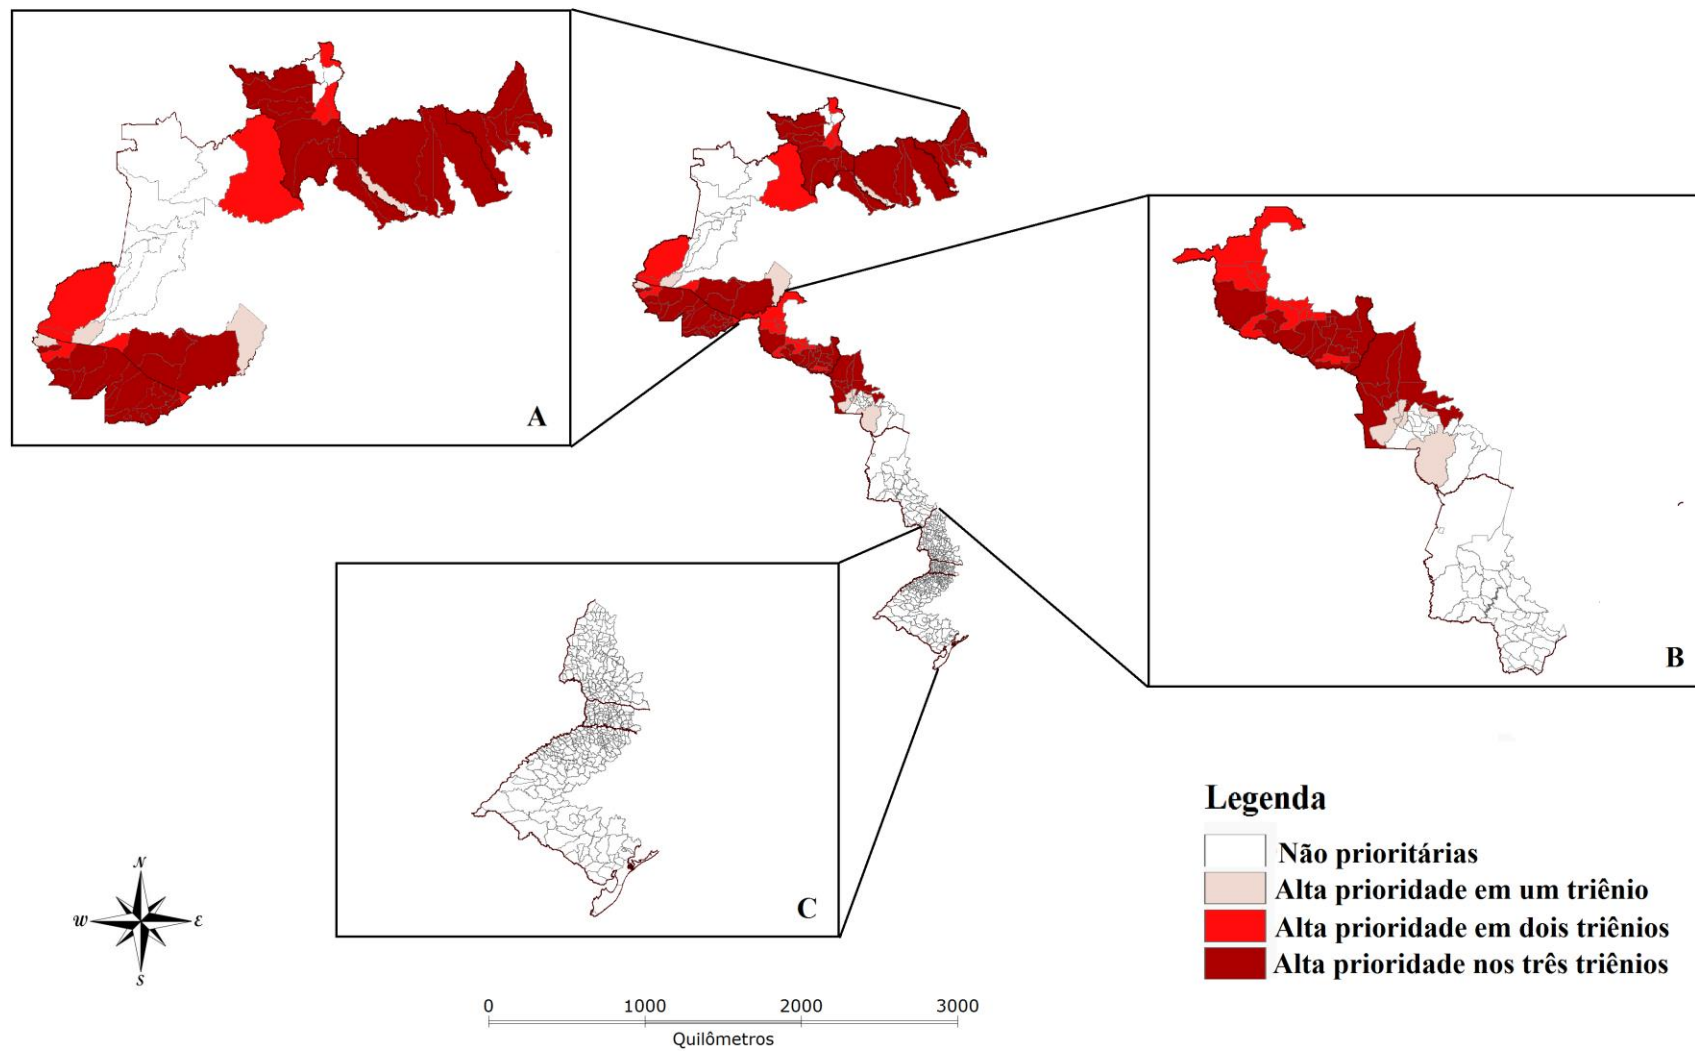 A
B
C
Legenda
Não prioritárias
Alta prioridade em um triênio
Alta prioridade em dois triênios
Alta prioridade nos três triênios
N
W
E
S
0 1000 2000 3000
Quilômetros